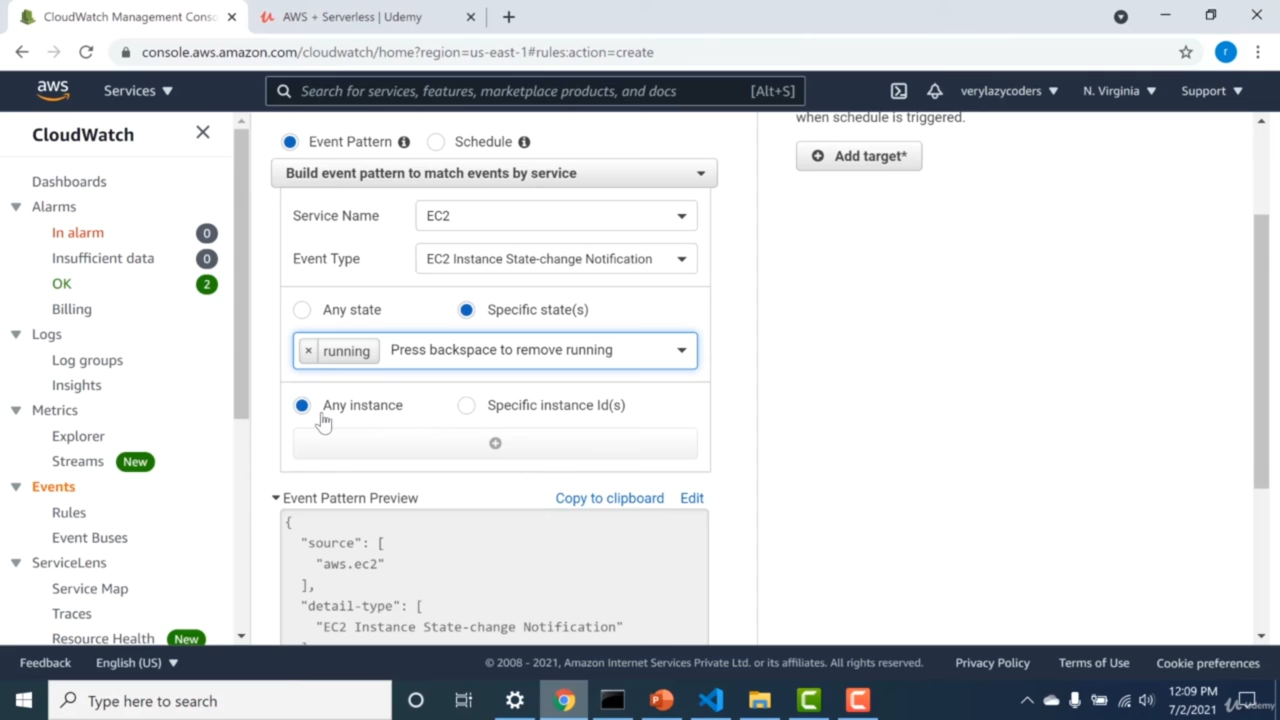 CloudWatch Management Conso
AWS + Serverless | Udemy
console.aws.amazon.com/cloudwatch/home?region=us-east-1#rules:action=create
r
aws
Services
Search for services, features, marketplace products, and docs
[Alt+S]
verylazycoders
N. Virginia
Support
CloudWatch
Dashboards
Alarms
In alarm
0
Insufficient data
0
OK
2
Billing
Logs
Log groups
Insights
Metrics
Explorer
Streams
New
Events
Rules
Event Buses
ServiceLens
Service Map
Traces
Resource Health
New
Event Pattern
Schedule
Build event pattern to match events by service
Service Name
EC2
Event Type
EC2 Instance State-change Notification
Any state
Specific state(s)
× running
Press backspace to remove running
Any instance
Specific instance Id(s)
Event Pattern Preview
Copy to clipboard
Edit
{
"source": [
"aws.ec2"
],
"detail-type": [
"EC2 Instance State-change Notification"
when schedule is triggered.
Add target*
Feedback
English (US)
© 2008 - 2021, Amazon Internet Services Private Ltd. or its affiliates. All rights reserved.
Privacy Policy
Terms of Use
Cookie preferences
Type here to search
12:09 PM
7/2/2021
Udemy